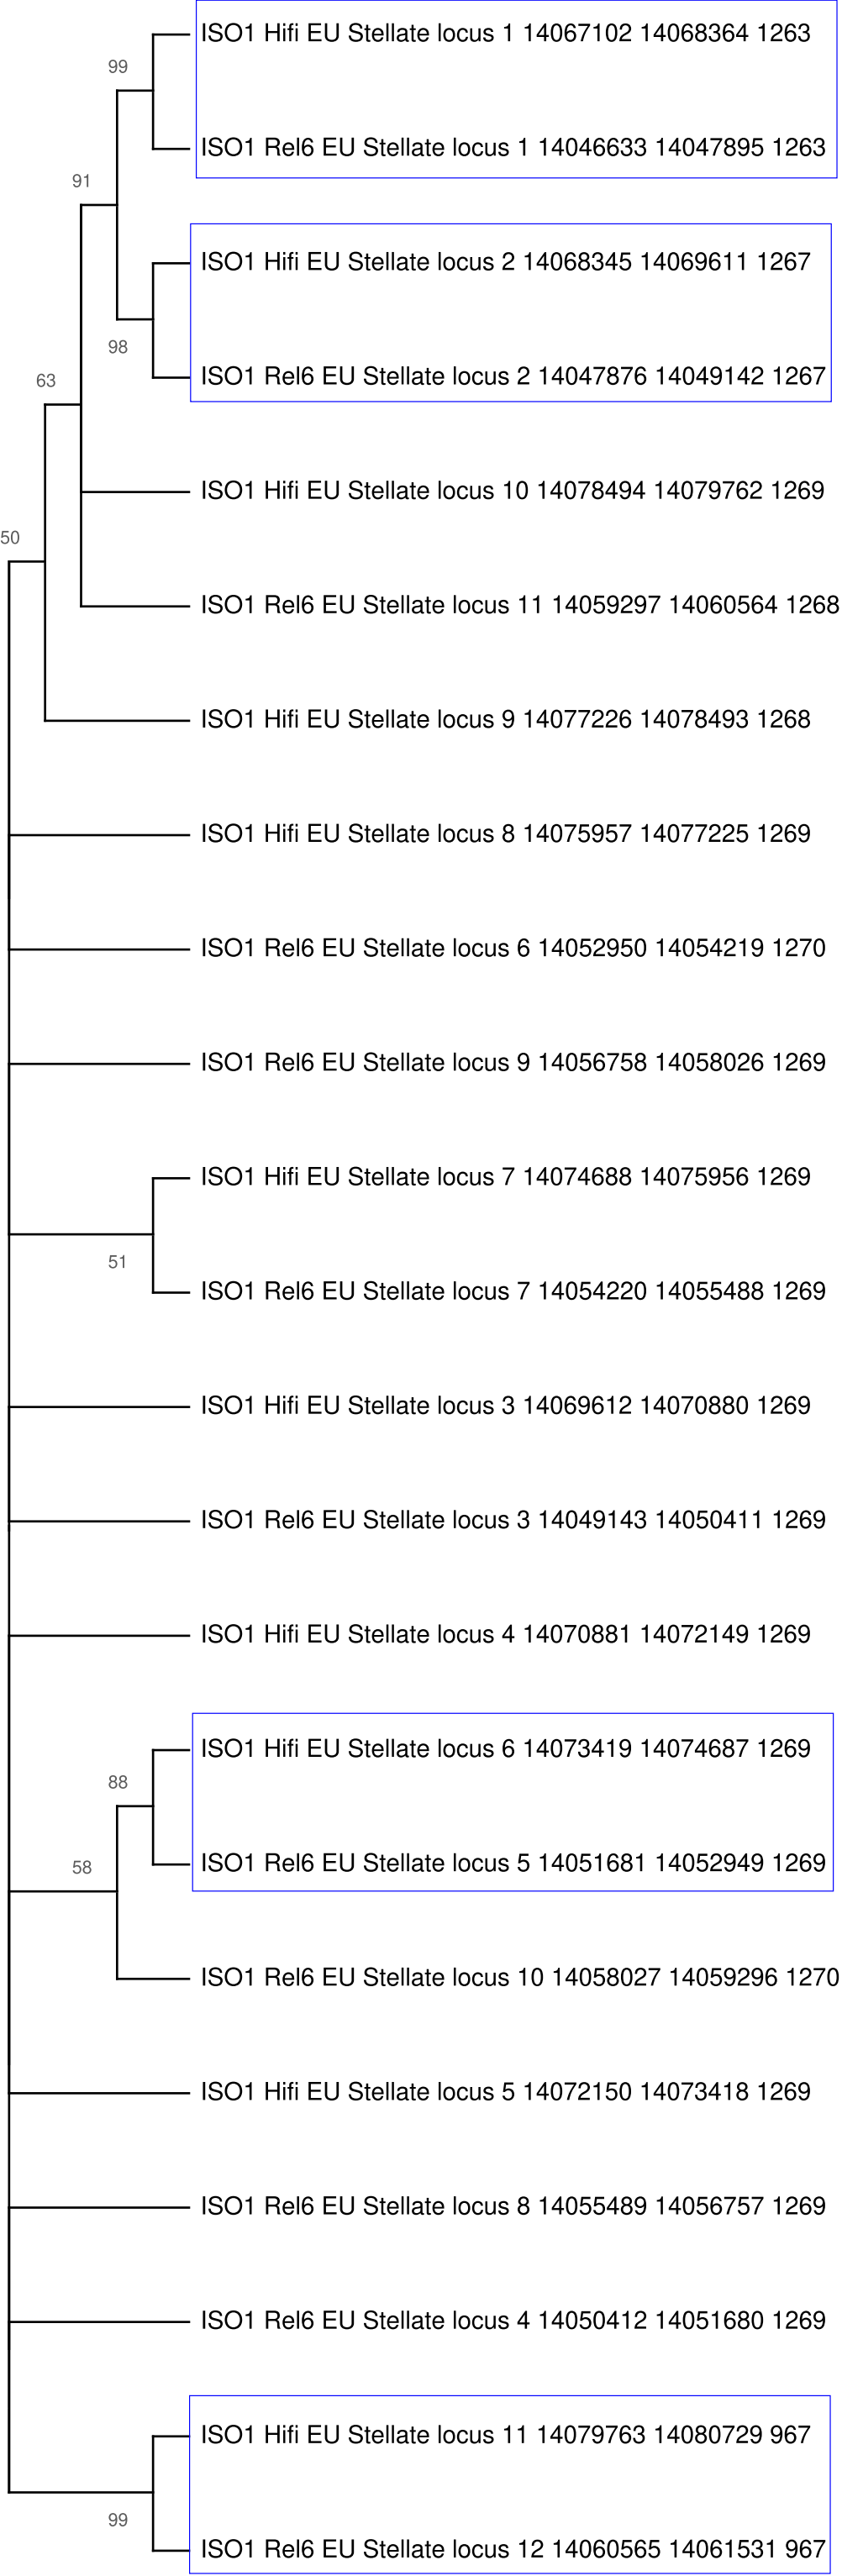 ISO1 Hifi EU Stellate locus 1 14067102 14068364 1263
99
ISO1 Rel6 EU Stellate locus 1 14046633 14047895 1263
91
ISO1 Hifi EU Stellate locus 2 14068345 14069611 1267
98
ISO1 Rel6 EU Stellate locus 2 14047876 14049142 1267
63
ISO1 Hifi EU Stellate locus 10 14078494 14079762 1269
50
ISO1 Rel6 EU Stellate locus 11 14059297 14060564 1268
ISO1 Hifi EU Stellate locus 9 14077226 14078493 1268
ISO1 Hifi EU Stellate locus 8 14075957 14077225 1269
ISO1 Rel6 EU Stellate locus 6 14052950 14054219 1270
ISO1 Rel6 EU Stellate locus 9 14056758 14058026 1269
ISO1 Hifi EU Stellate locus 7 14074688 14075956 1269
51
ISO1 Rel6 EU Stellate locus 7 14054220 14055488 1269
ISO1 Hifi EU Stellate locus 3 14069612 14070880 1269
ISO1 Rel6 EU Stellate locus 3 14049143 14050411 1269
ISO1 Hifi EU Stellate locus 4 14070881 14072149 1269
ISO1 Hifi EU Stellate locus 6 14073419 14074687 1269
88
ISO1 Rel6 EU Stellate locus 5 14051681 14052949 1269
58
ISO1 Rel6 EU Stellate locus 10 14058027 14059296 1270
ISO1 Hifi EU Stellate locus 5 14072150 14073418 1269
ISO1 Rel6 EU Stellate locus 8 14055489 14056757 1269
ISO1 Rel6 EU Stellate locus 4 14050412 14051680 1269
ISO1 Hifi EU Stellate locus 11 14079763 14080729 967
99
ISO1 Rel6 EU Stellate locus 12 14060565 14061531 967